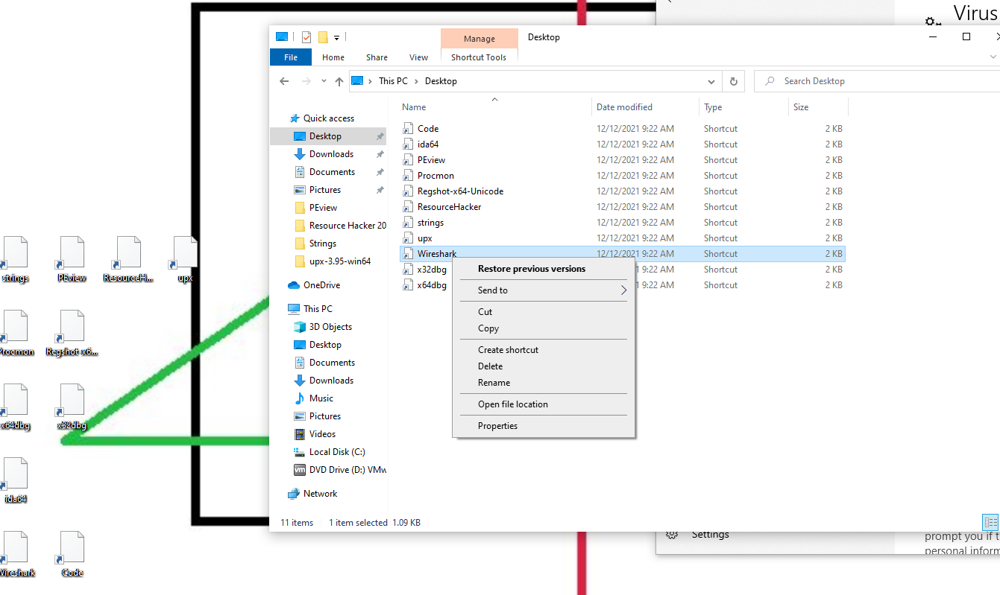 Virus
Manage
Desktop
File
Home
Share
View
Shortcut Tools
This PC
Desktop
Search Desktop
Name
Date modified
Type
Size
Quick access
Desktop
Downloads
Documents
Pictures
PEview
Resource Hacker 20
Strings
upx-3.95-win64
OneDrive
This PC
3D Objects
Desktop
Documents
Downloads
Music
Pictures
Videos
Local Disk (C:)
DVD Drive (D:) VMw
Network
Code 12/12/2021 9:22 AM Shortcut 2 KB
ida64 12/12/2021 9:22 AM Shortcut 2 KB
PEview 12/12/2021 9:22 AM Shortcut 2 KB
Procmon 12/12/2021 9:22 AM Shortcut 2 KB
Regshot-x64-Unicode 12/12/2021 9:22 AM Shortcut 2 KB
ResourceHacker 12/12/2021 9:22 AM Shortcut 2 KB
strings 12/12/2021 9:22 AM Shortcut 2 KB
upx 12/12/2021 9:22 AM Shortcut 2 KB
Wireshark 12/12/2021 9:22 AM Shortcut 2 KB
x32dbg 9:22 AM Shortcut 2 KB
x64dbg 9:22 AM Shortcut 2 KB
Restore previous versions
Send to
Cut
Copy
Create shortcut
Delete
Rename
Open file location
Properties
11 items
1 item selected 1.09 KB
Settings
prompt you if t
personal inform
strings
PEview
ResourceH...
upx
Procmon
Regshot-x6...
x64dbg
x32dbg
ida64
Wireshark
Code
vm